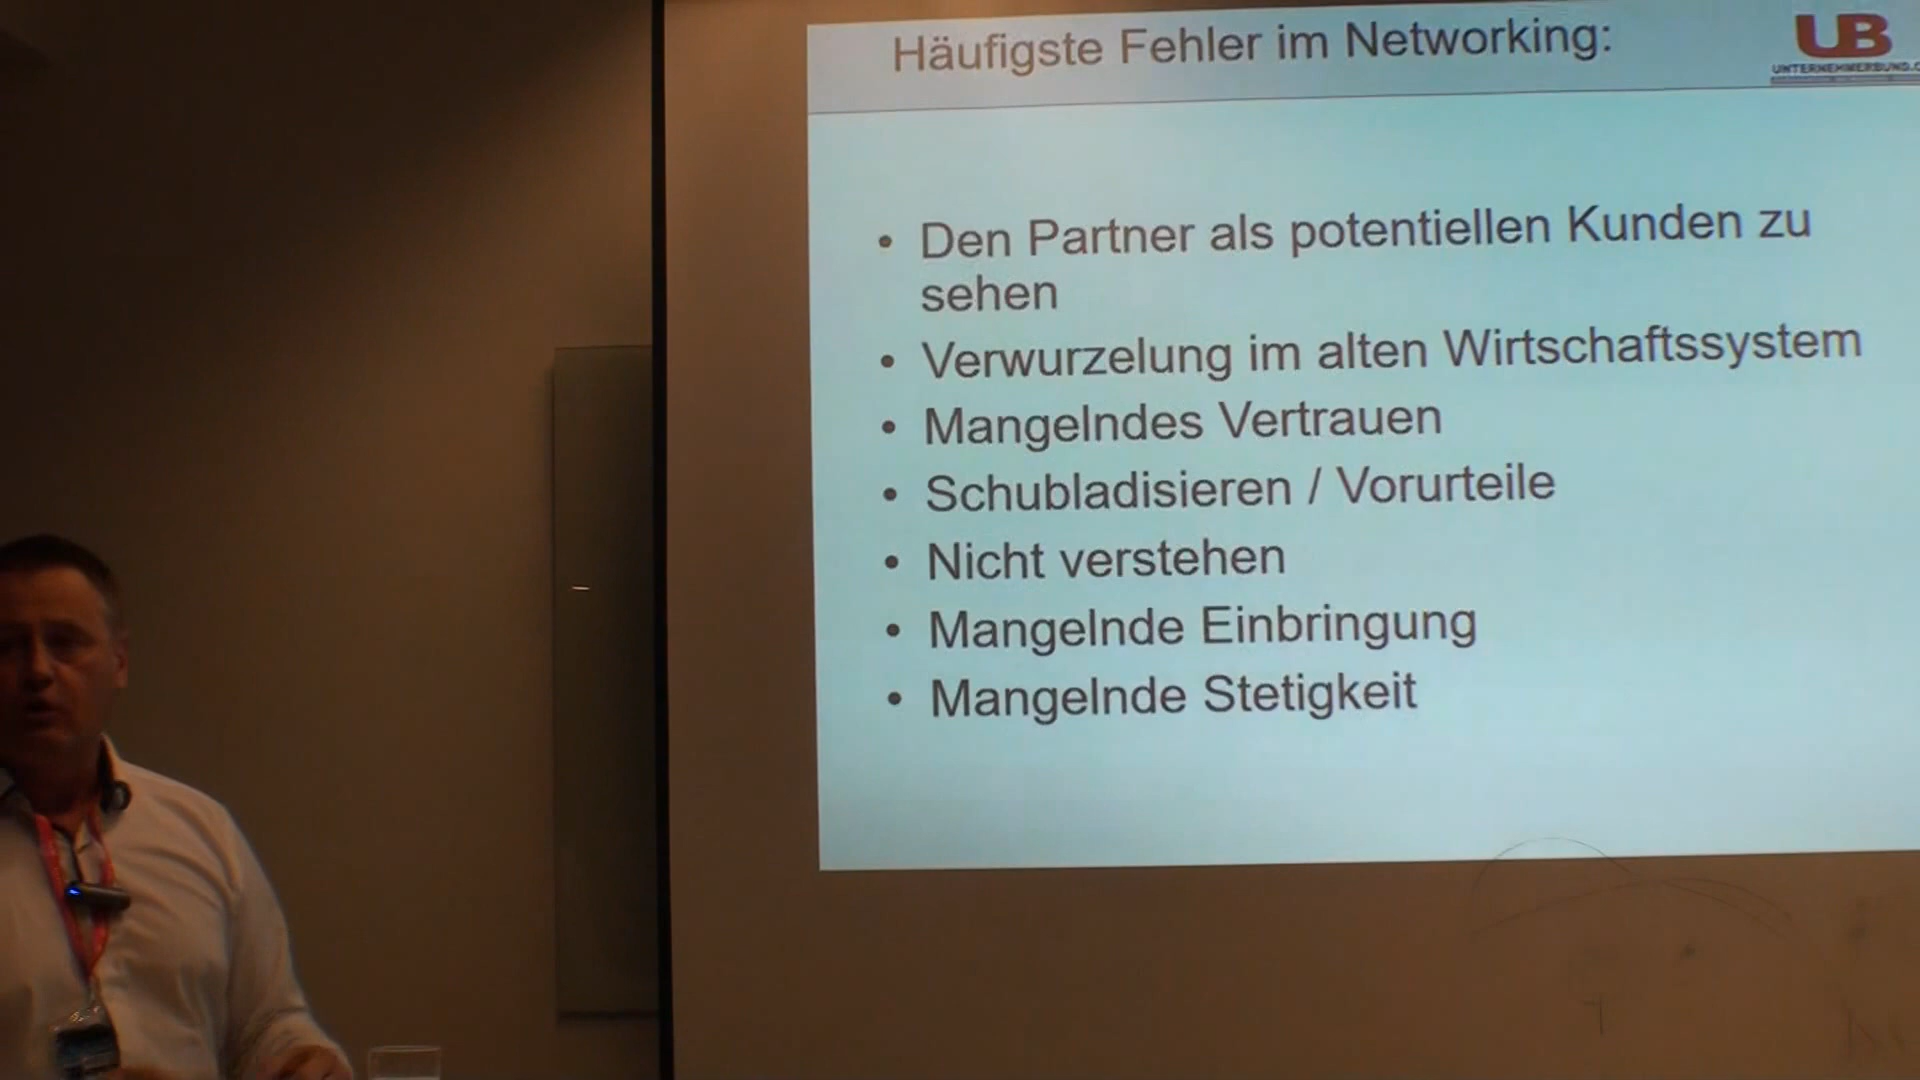 Häufigste Fehler im Networking:
UB
• Den Partner als potentiellen Kunden zu
sehen
• Verwurzelung im alten Wirtschaftssystem
• Mangelndes Vertrauen
• Schubladisieren / Vorurteile
• Nicht verstehen
• Mangelnde Einbringung
• Mangelnde Stetigkeit